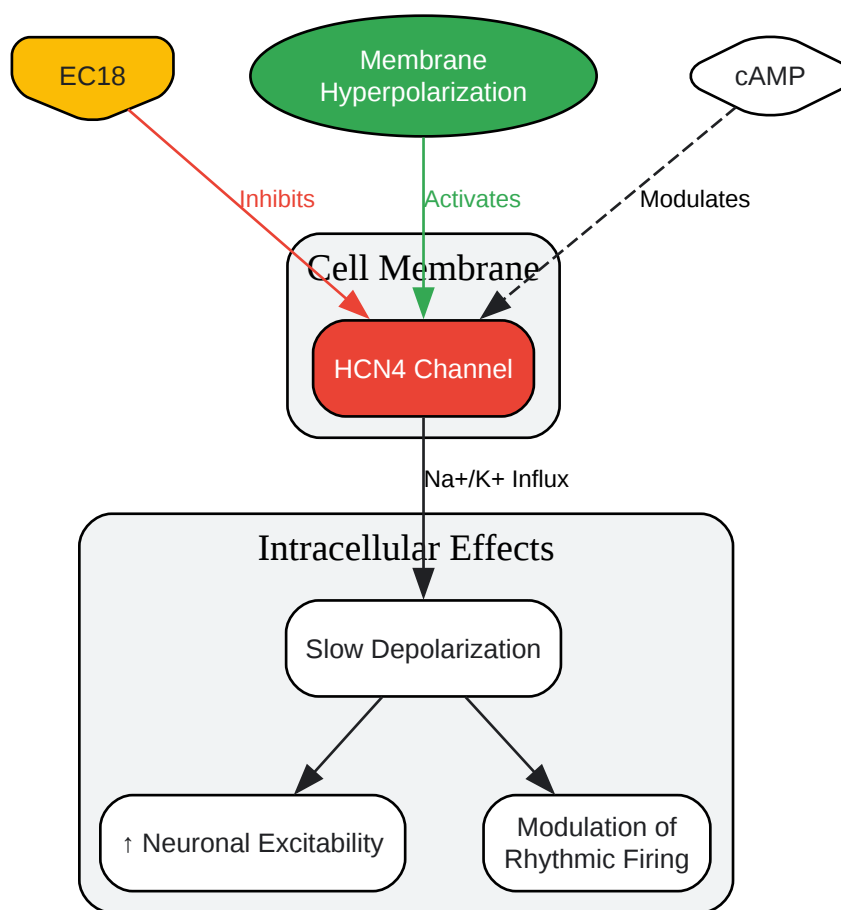 EC18
Membrane
Hyperpolarization
cAMP
Inhibits
Activates
Modulates
Cell Membrane
HCN4 Channel
Na+/K+ Influx
Intracellular Effects
Slow Depolarization
↑ Neuronal Excitability
Modulation of
Rhythmic Firing